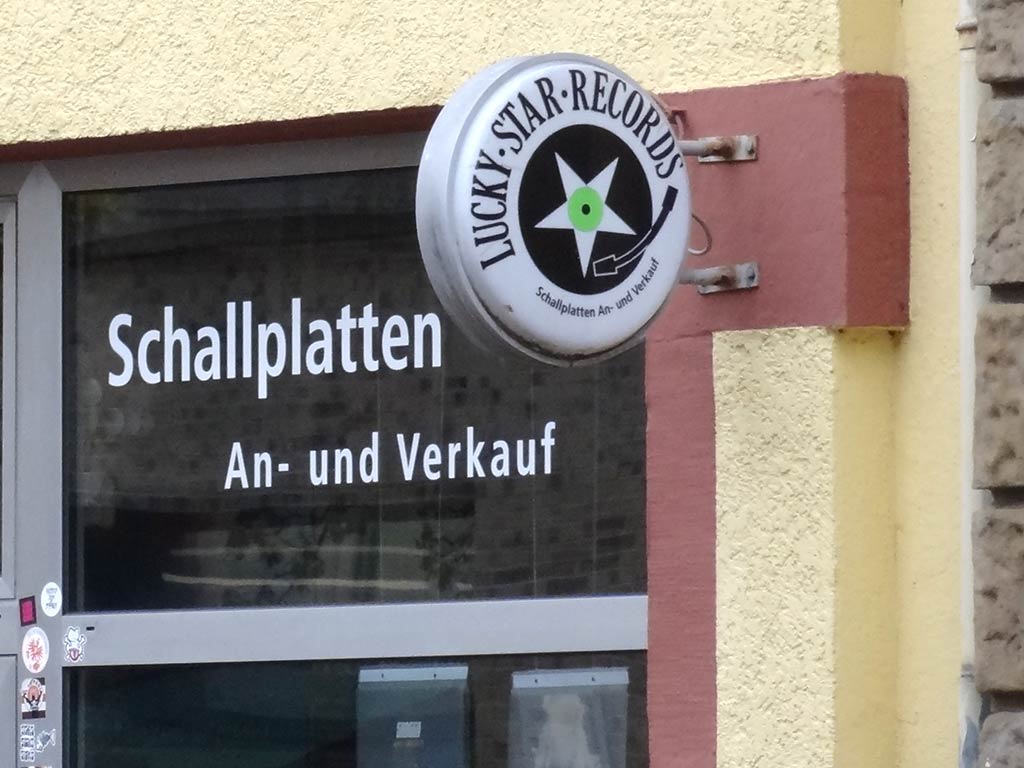 LUCKY·STAR·RECORDS
Schallplatten An- und Verkauf
Schallplatten
An- und Verkauf